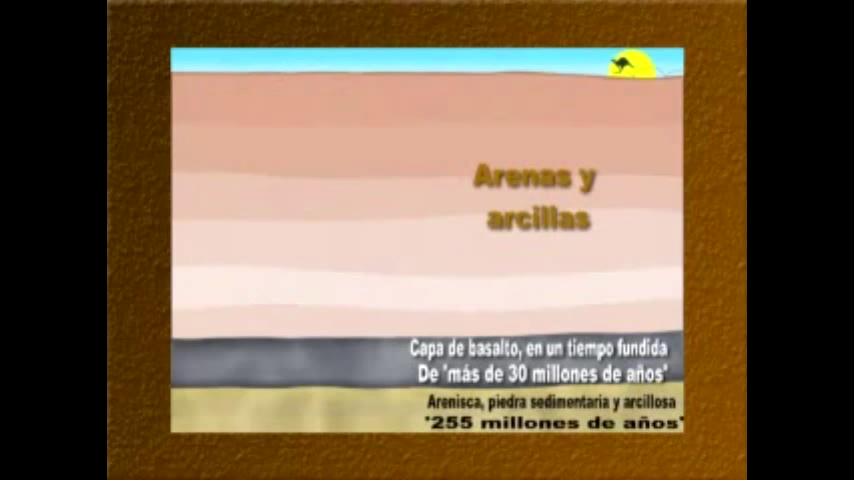 Arenas y
arcillas
Capa de basalto, en un tiempo fundida
De 'más de 30 millones de años'
Arenisca, piedra sedimentaria y arcillosa
'255 millones de años'